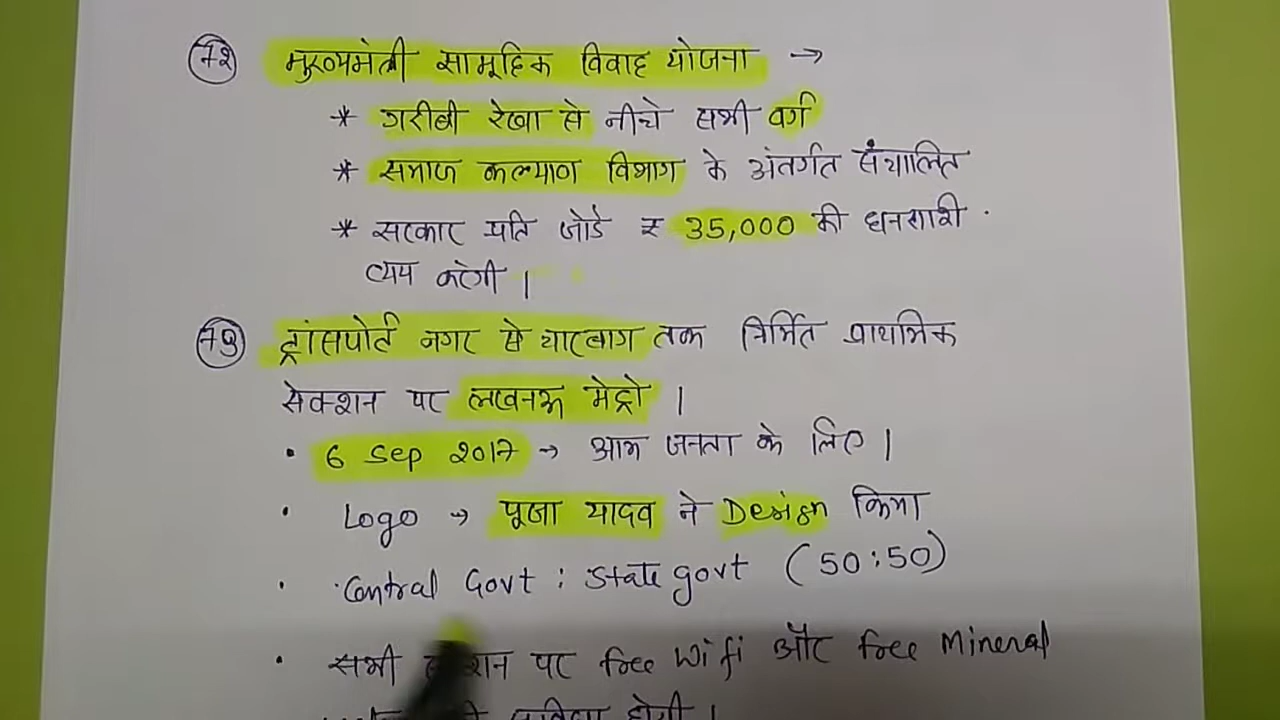 72 मुख्यमंत्री सामूहिक विवाह योजना →
* गरीबी रेखा से नीचे सभी वर्ग
* समाज कल्याण विभाग के अंतर्गत संचालित
* सरकार प्रति जोडे ₹ 35,000 की धनराशी
व्यय करेगी ।
73 ट्रांसपोर्ट नगर से चारबाग तक निर्मित प्राथमिक
सेक्शन पर लखनऊ मेट्रो ।
• 6 Sep 2017 → आम जनता के लिए ।
• Logo → पूजा यादव ने Design किया
• Central Govt : State govt (50:50)
• सभी पर free Wifi और free Mineral
होगी ।